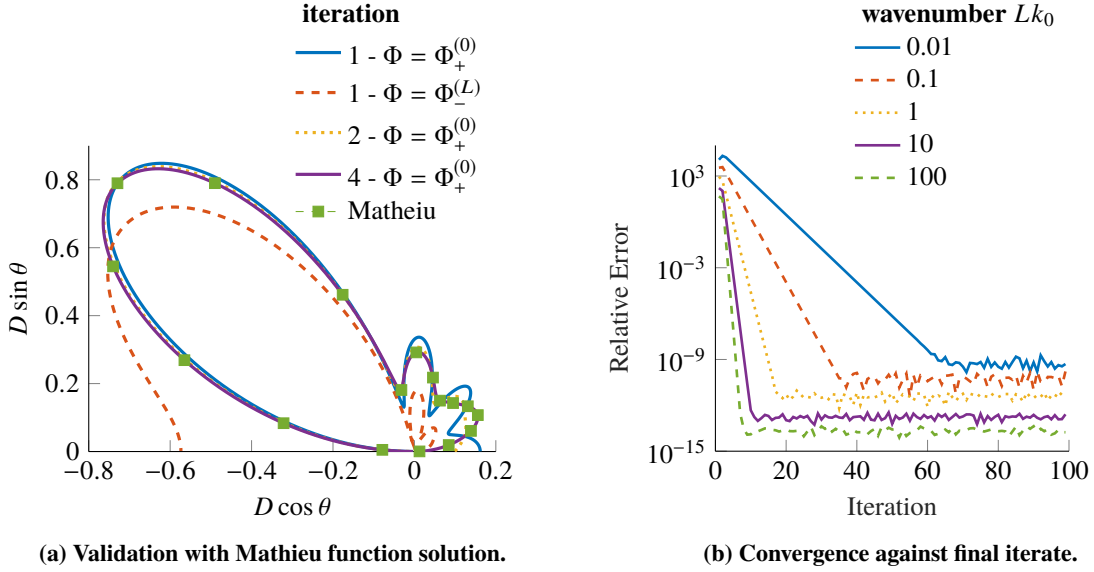 iteration
1 - Φ = Φ₊⁽⁰⁾
1 - Φ = Φ₋⁽ᴸ⁾
2 - Φ = Φ₊⁽⁰⁾
4 - Φ = Φ₊⁽⁰⁾
Matheiu
0.8
0.6
0.4
0.2
0
D sin θ
−0.8 −0.6 −0.4 −0.2 0 0.2
D cos θ
(a) Validation with Mathieu function solution.
wavenumber Lk₀
0.01
0.1
1
10
100
10³
10⁻³
10⁻⁹
10⁻¹⁵
Relative Error
0 20 40 60 80 100
Iteration
(b) Convergence against final iterate.